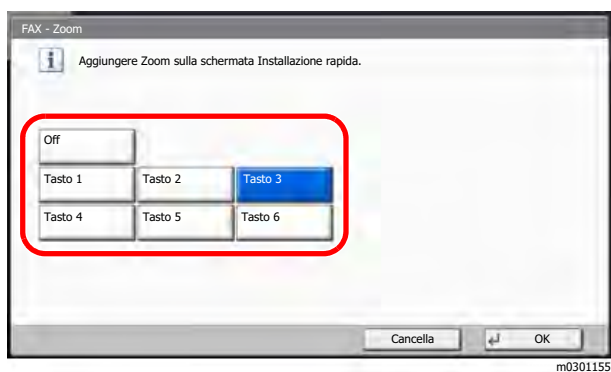 FAX - Zoom
Aggiungere Zoom sulla schermata Installazione rapida.
Off
Tasto 1 Tasto 2 Tasto 3
Tasto 4 Tasto 5 Tasto 6
Cancella OK
m0301155